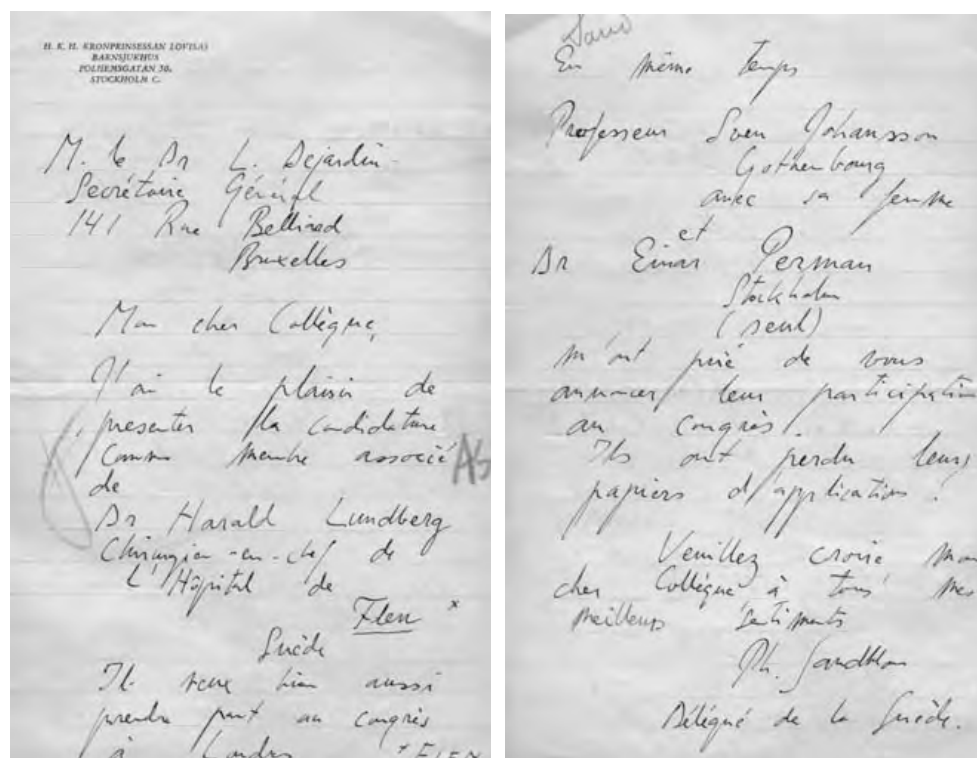 H. K. H. KRONPRINSESSAN LOVISAS
BARNSJUKHUS
POLHEMSGATAN 30.
STOCKHOLM C.
M. le Dr L. Dejardin
Secrétaire Général
141 Rue Belliard
Bruxelles
Mon cher Collègue,
J'ai le plaisir de
presenter la candidature
comme membre associé
de
Dr Harald Lundberg
Chirurgien-en-chef de
L'Hôpital de
Flen x
Suède
Il veut bien aussi
prendre part au congrès
à Londres x FLEN
En même temps
Professeur Sven Johansson
Gothenbourg
avec sa femme
et
Dr Einar Perman
Stockholm
(seul)
m'ont prié de vous
annoncer leur participation
au congrès.
Ils ont perdu leurs
papiers d'application!
Veuillez croire mon
cher Collègue à tous mes
meilleurs sentiments
Ph. Sandblom
Délégué de la Suède.